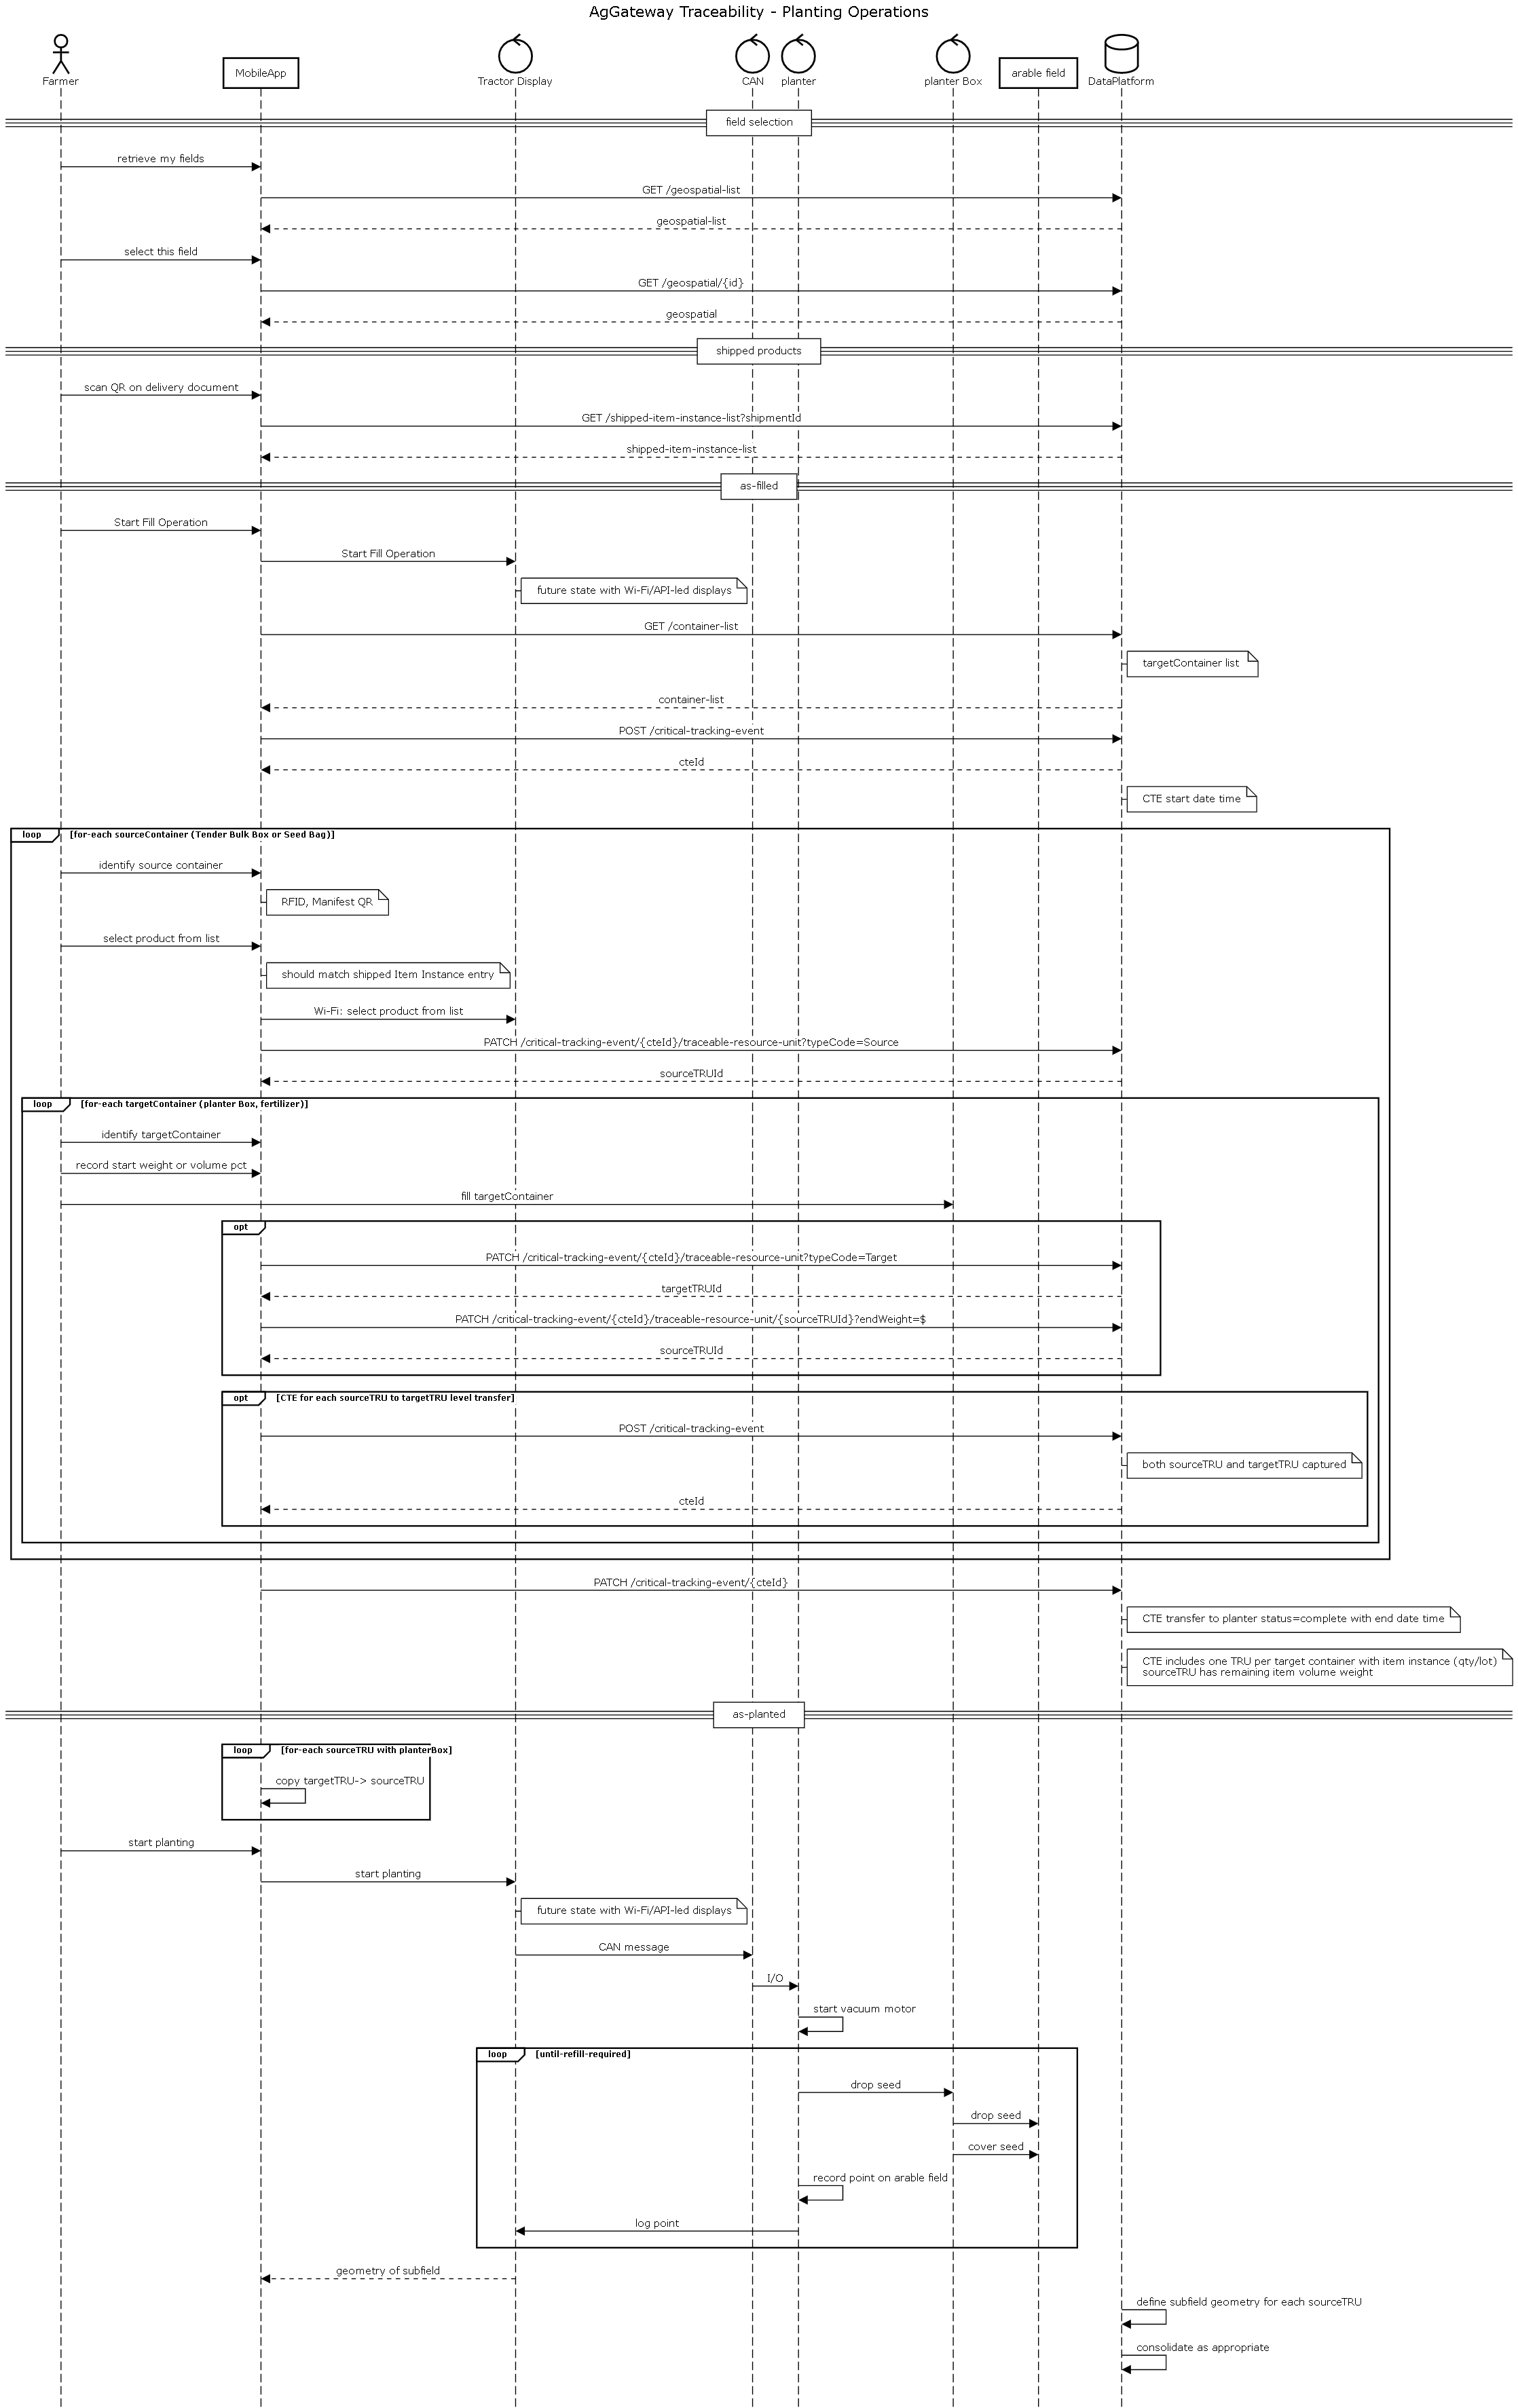 AgGateway Traceability - Planting Operations
Farmer
MobileApp
Tractor Display
CAN
planter
planter Box
arable field
DataPlatform
field selection
retrieve my fields
GET /geospatial-list
geospatial-list
select this field
GET /geospatial/{id}
geospatial
shipped products
scan QR on delivery document
GET /shipped-item-instance-list?shipmentId
shipped-item-instance-list
as-filled
Start Fill Operation
Start Fill Operation
future state with Wi-Fi/API-led displays
GET /container-list
targetContainer list
container-list
POST /critical-tracking-event
cteId
CTE start date time
loop [for-each sourceContainer (Tender Bulk Box or Seed Bag)]
identify source container
RFID, Manifest QR
select product from list
should match shipped Item Instance entry
Wi-Fi: select product from list
PATCH /critical-tracking-event/{cteId}/traceable-resource-unit?typeCode=Source
sourceTRUId
loop [for-each targetContainer (planter Box, fertilizer)]
identify targetContainer
record start weight or volume pct
fill targetContainer
opt
PATCH /critical-tracking-event/{cteId}/traceable-resource-unit?typeCode=Target
targetTRUId
PATCH /critical-tracking-event/{cteId}/traceable-resource-unit/{sourceTRUId}?endWeight=$
sourceTRUId
opt [CTE for each sourceTRU to targetTRU level transfer]
POST /critical-tracking-event
both sourceTRU and targetTRU captured
cteId
PATCH /critical-tracking-event/{cteId}
CTE transfer to planter status=complete with end date time
CTE includes one TRU per target container with item instance (qty/lot)
sourceTRU has remaining item volume weight
as-planted
loop [for-each sourceTRU with planterBox]
copy targetTRU-> sourceTRU
start planting
start planting
future state with Wi-Fi/API-led displays
CAN message
I/O
start vacuum motor
loop [until-refill-required]
drop seed
drop seed
cover seed
record point on arable field
log point
geometry of subfield
define subfield geometry for each sourceTRU
consolidate as appropriate